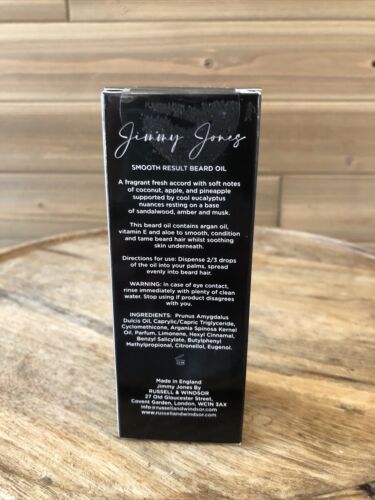 Jimmy Jones
SMOOTH RESULT BEARD OIL
A fragrant fresh accord with soft notes
of coconut, apple, and pineapple
supported by cool eucalyptus
nuances resting on a base
of sandalwood, amber and musk.
This beard oil contains argan oil,
vitamin E and aloe to smooth, condition
and tame beard hair whilst soothing
skin underneath.
Directions for use: Dispense 2/3 drops
of the oil into your palms, spread
evenly into beard hair.
WARNING: In case of eye contact,
rinse immediately with plenty of clean
water. Stop using if product disagrees
with you.
INGREDIENTS: Prunus Amygdalus
Dulcis Oil, Caprylic/Capric Triglyceride,
Cyclomethicone, Argania Spinosa Kernel
Oil, Parfum, Limonene, Hexyl Cinnamal,
Benzyl Salicylate, Butylphenyl
Methylpropional, Citronellol, Eugenol.
Made in England
Jimmy Jones By
RUSSELL & WINDSOR
27 Old Gloucester Street,
Covent Garden, London, WC1N 3AX
info@russellandwindsor.com
www.russellandwindsor.com